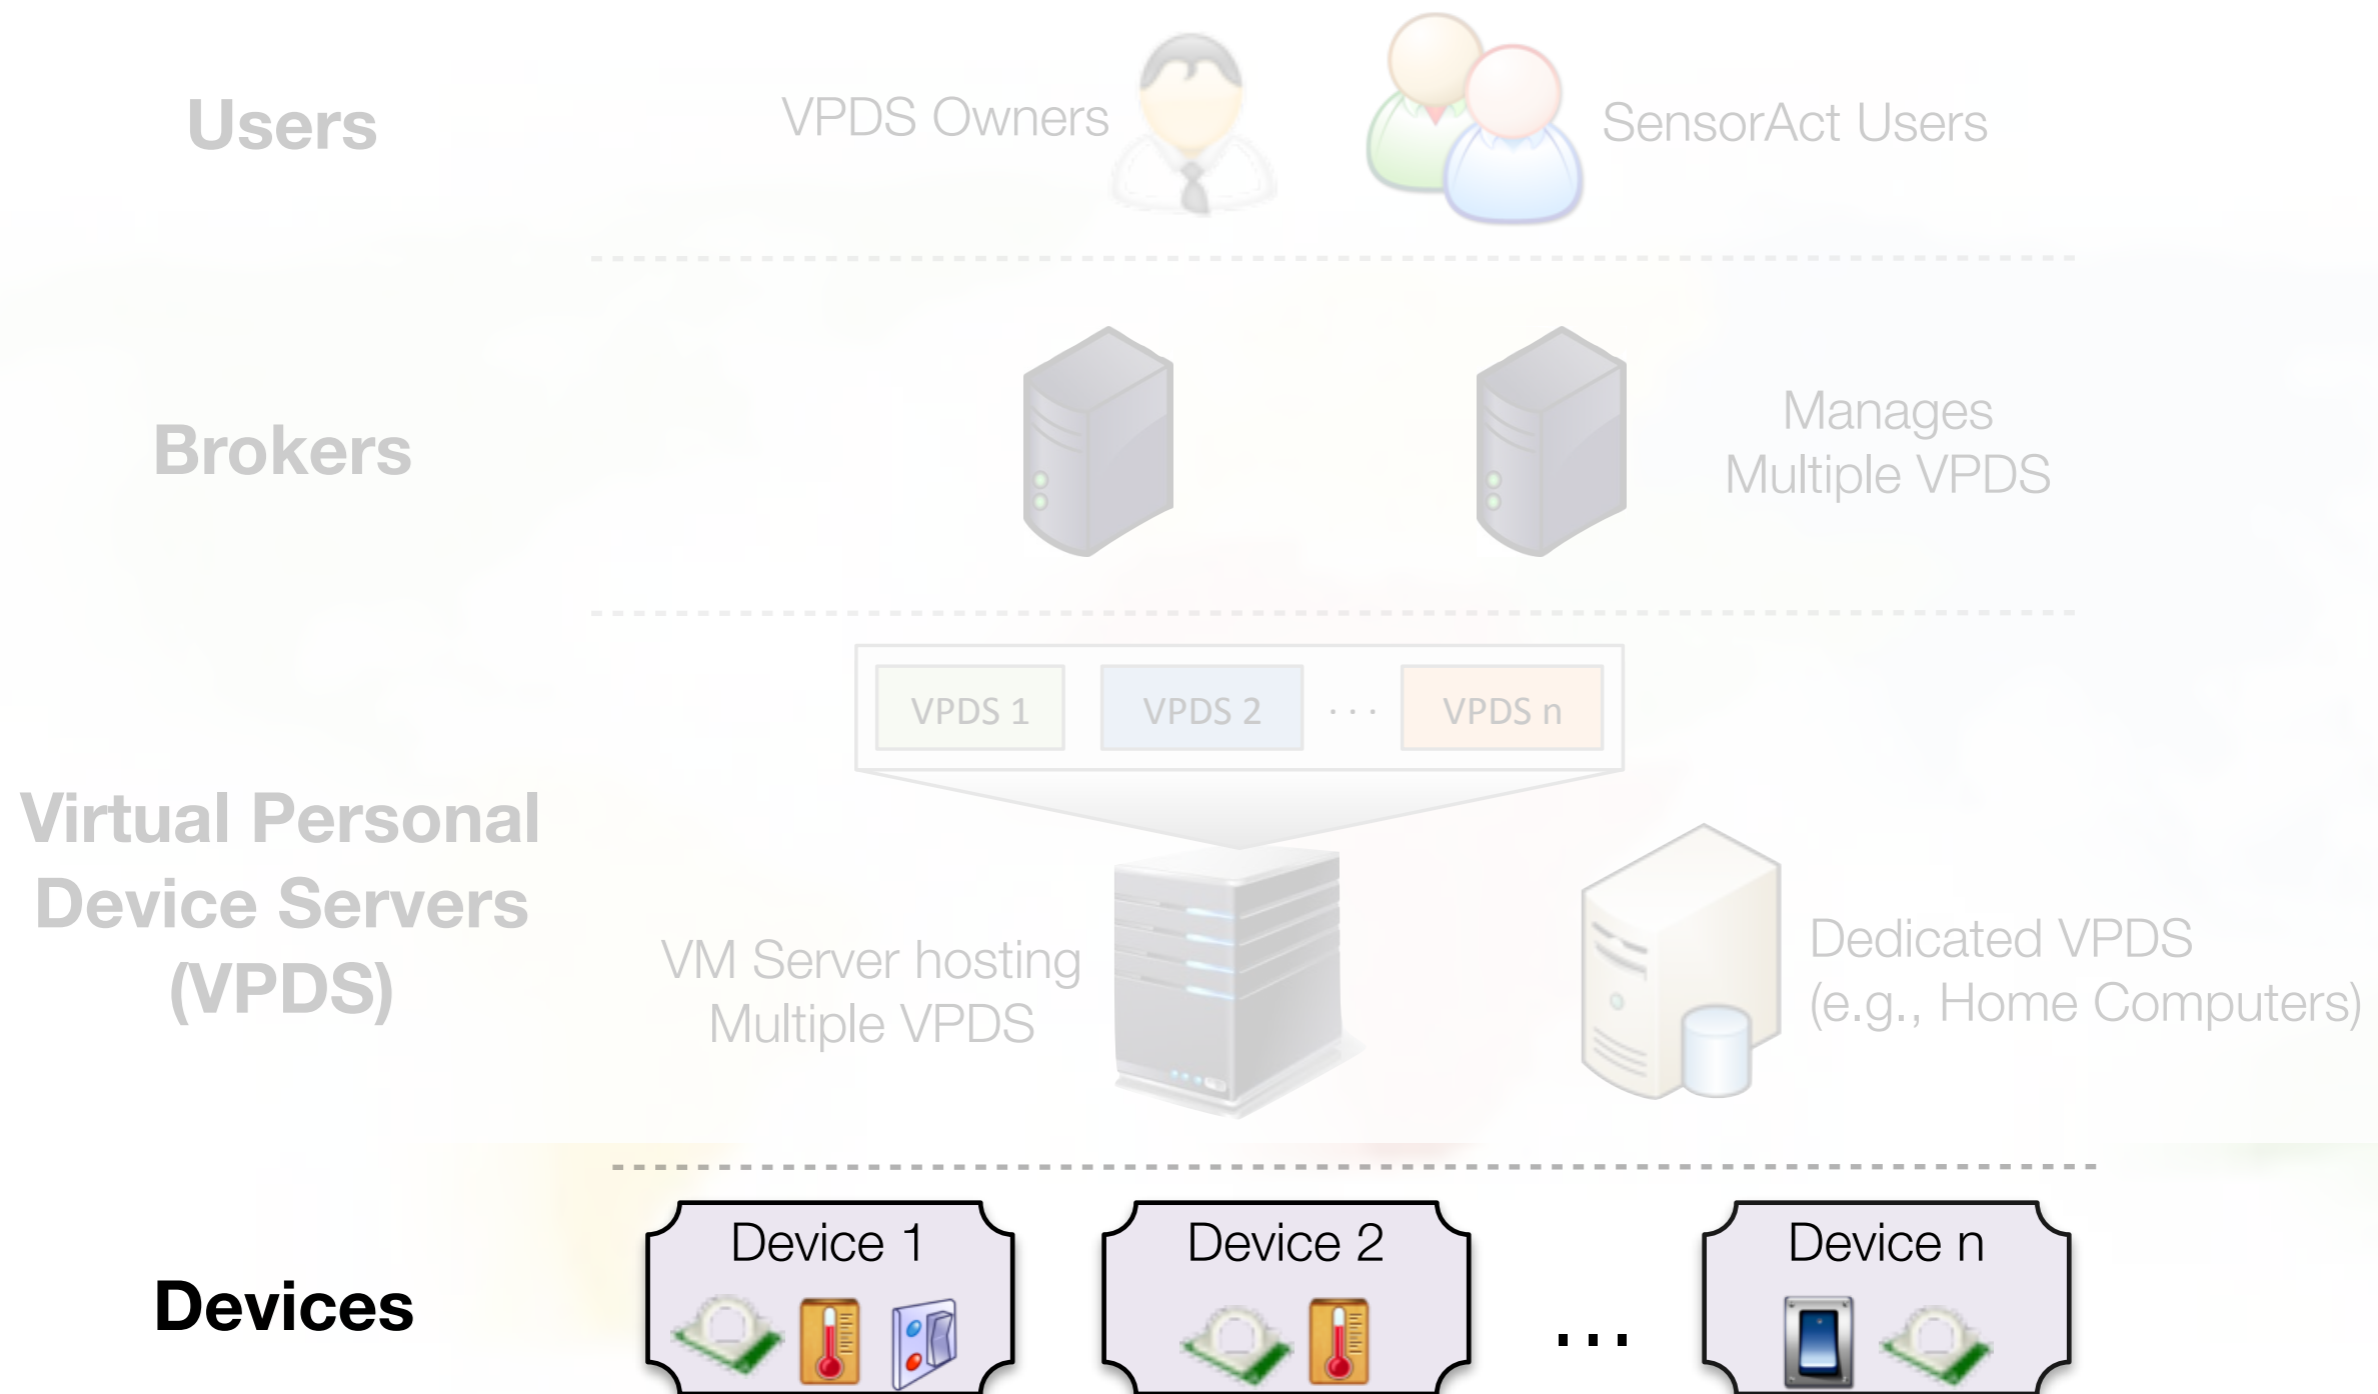 Users
VPDS Owners
SensorAct Users
Brokers
Manages
Multiple VPDS
VPDS 1
VPDS 2
...
VPDS n
Virtual Personal
Device Servers
(VPDS)
VM Server hosting
Multiple VPDS
Dedicated VPDS
(e.g., Home Computers)
Devices
Device 1
Device 2
...
Device n